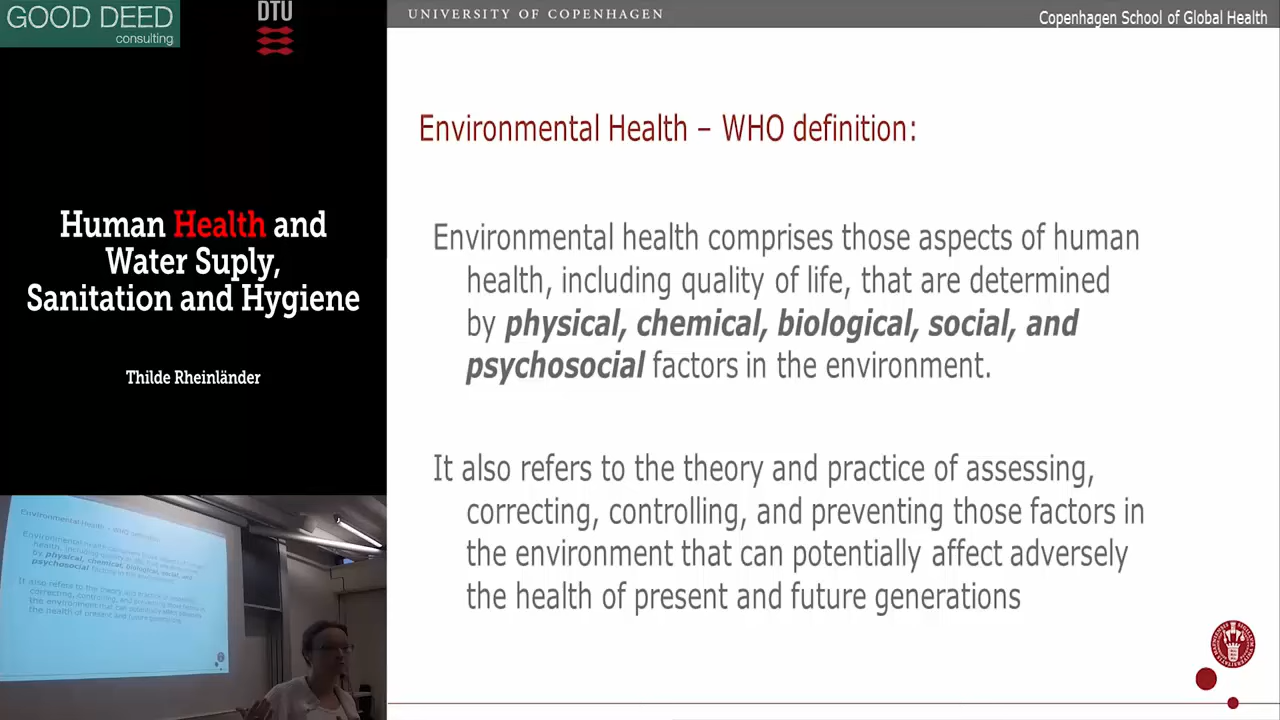 GOOD DEED
consulting
DTU
UNIVERSITY OF COPENHAGEN
Copenhagen School of Global Health
Human Health and
Water Suply,
Sanitation and Hygiene
Thilde Rheinländer
Environmental Health – WHO definition:
Environmental health comprises those aspects of human
health, including quality of life, that are determined
by physical, chemical, biological, social, and
psychosocial factors in the environment.
It also refers to the theory and practice of assessing,
correcting, controlling, and preventing those factors in
the environment that can potentially affect adversely
the health of present and future generations